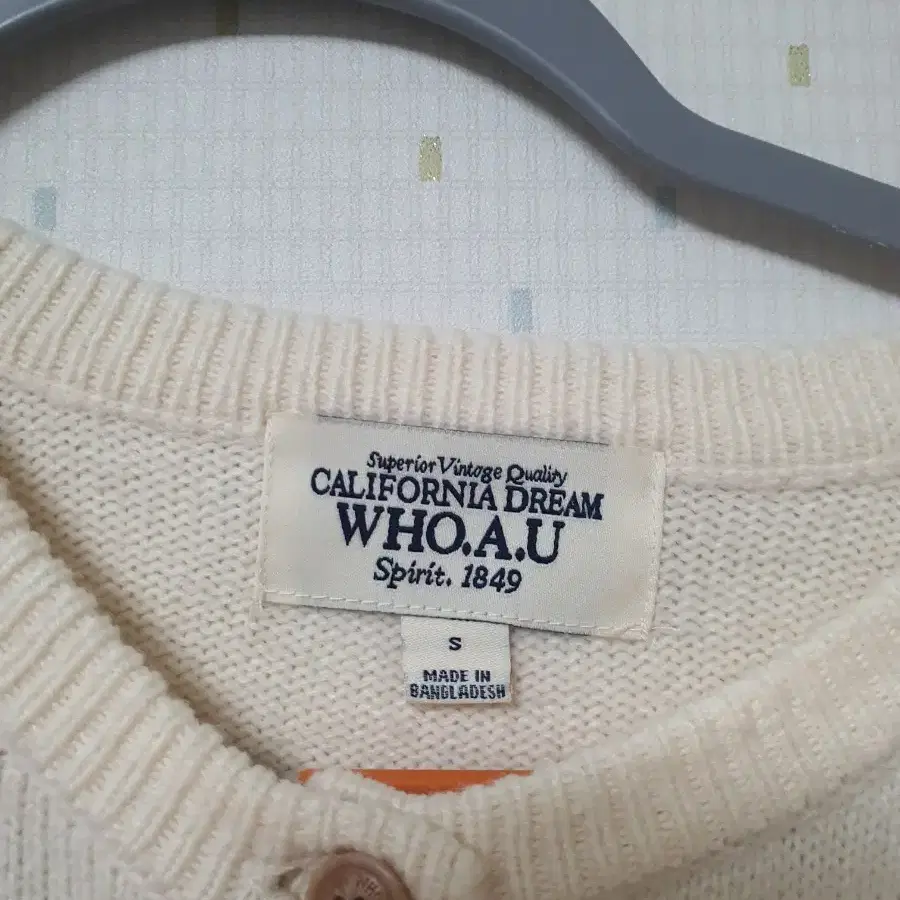 Superior Vintage Quality
CALIFORNIA DREAM
WHO.A.U
Spirit. 1849
S
MADE IN
BANGLADESH